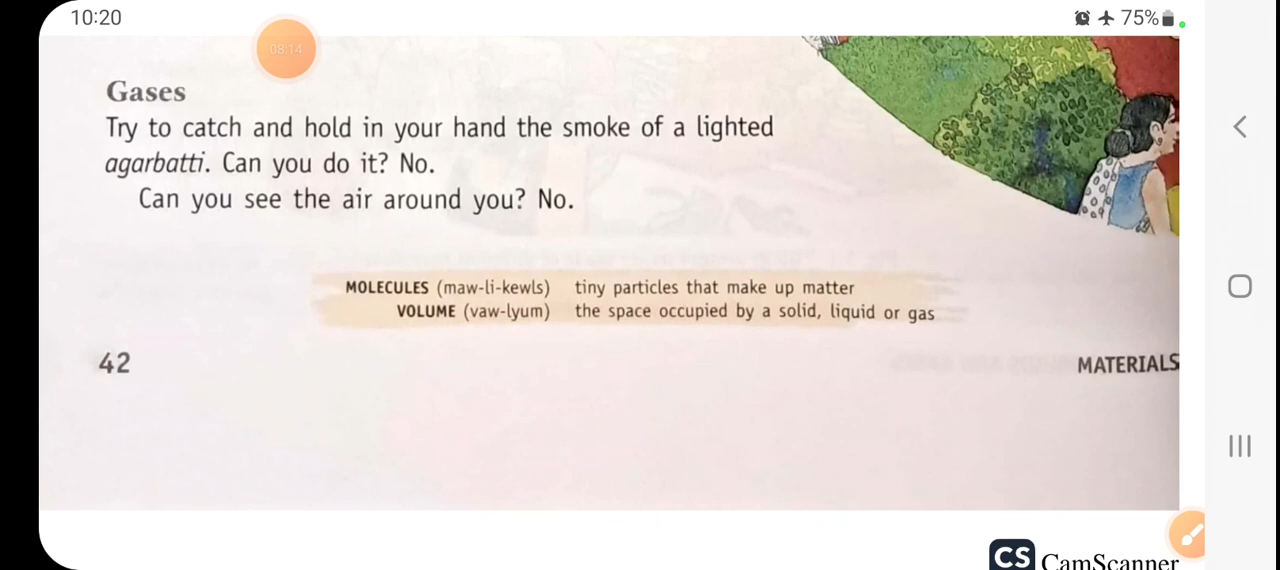 10:20
75%
08:14
Gases
Try to catch and hold in your hand the smoke of a lighted
agarbatti. Can you do it? No.
Can you see the air around you? No.
MOLECULES (maw-li-kewls) tiny particles that make up matter
VOLUME (vaw-lyum) the space occupied by a solid, liquid or gas
42
MATERIALS
CS CamScanner